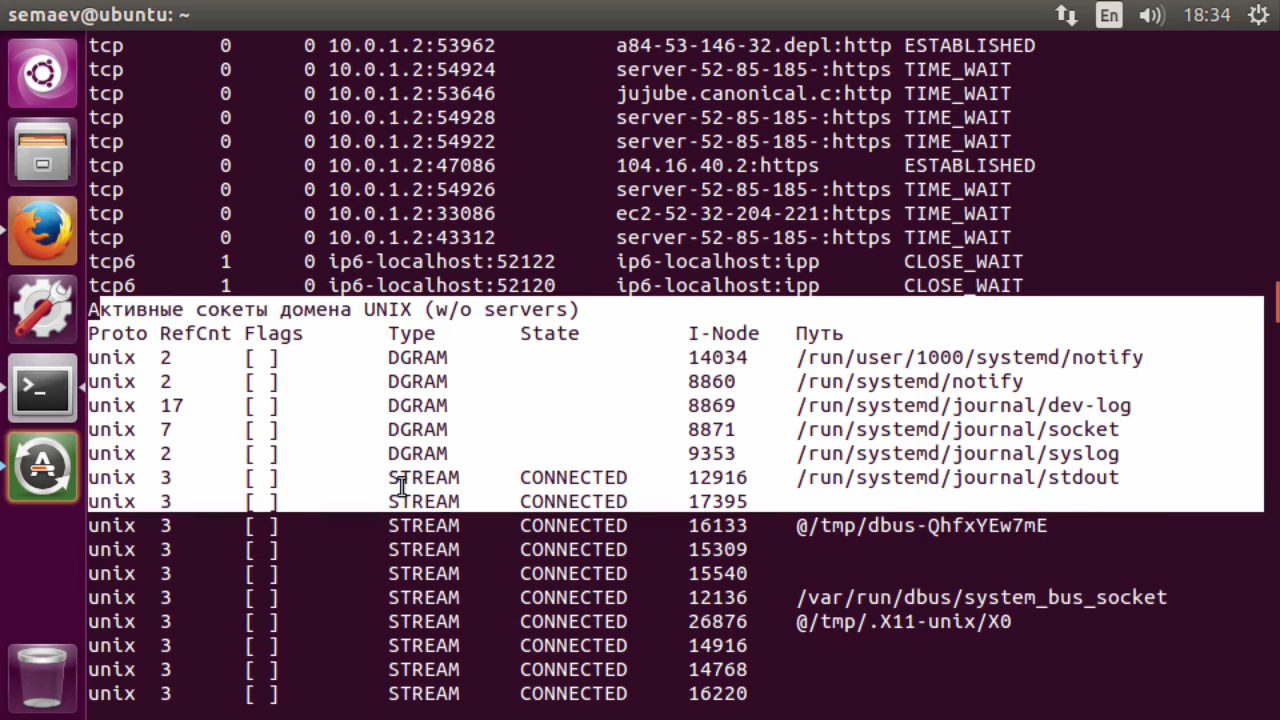 semaev@ubuntu: ~ En 18:34
tcp 0 0 10.0.1.2:53962 a84-53-146-32.depl:http ESTABLISHED
tcp 0 0 10.0.1.2:54924 server-52-85-185-:https TIME_WAIT
tcp 0 0 10.0.1.2:53646 jujube.canonical.c:http TIME_WAIT
tcp 0 0 10.0.1.2:54928 server-52-85-185-:https TIME_WAIT
tcp 0 0 10.0.1.2:54922 server-52-85-185-:https TIME_WAIT
tcp 0 0 10.0.1.2:47086 104.16.40.2:https ESTABLISHED
tcp 0 0 10.0.1.2:54926 server-52-85-185-:https TIME_WAIT
tcp 0 0 10.0.1.2:33086 ec2-52-32-204-221:https TIME_WAIT
tcp 0 0 10.0.1.2:43312 server-52-85-185-:https TIME_WAIT
tcp6 1 0 ip6-localhost:52122 ip6-localhost:ipp CLOSE_WAIT
tcp6 1 0 ip6-localhost:52120 ip6-localhost:ipp CLOSE_WAIT
Активные сокеты домена UNIX (w/o servers)
Proto RefCnt Flags Type State I-Node Путь
unix 2 [ ] DGRAM 14034 /run/user/1000/systemd/notify
unix 2 [ ] DGRAM 8860 /run/systemd/notify
unix 17 [ ] DGRAM 8869 /run/systemd/journal/dev-log
unix 7 [ ] DGRAM 8871 /run/systemd/journal/socket
unix 2 [ ] DGRAM 9353 /run/systemd/journal/syslog
unix 3 [ ] STREAM CONNECTED 12916 /run/systemd/journal/stdout
unix 3 [ ] STREAM CONNECTED 17395
unix 3 [ ] STREAM CONNECTED 16133 @/tmp/dbus-QhfxYEw7mE
unix 3 [ ] STREAM CONNECTED 15309
unix 3 [ ] STREAM CONNECTED 15540
unix 3 [ ] STREAM CONNECTED 12136 /var/run/dbus/system_bus_socket
unix 3 [ ] STREAM CONNECTED 26876 @/tmp/.X11-unix/X0
unix 3 [ ] STREAM CONNECTED 14916
unix 3 [ ] STREAM CONNECTED 14768
unix 3 [ ] STREAM CONNECTED 16220